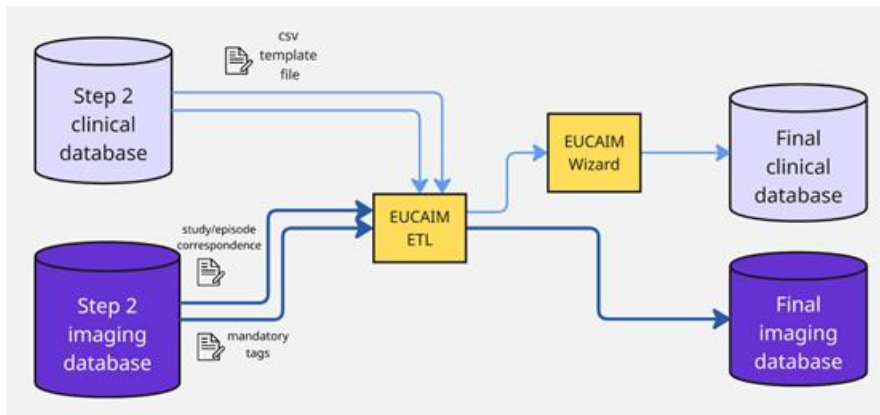 csv
template
file
Step 2
clinical
database
EUCAIM
Wizard
Final
clinical
database
EUCAIM
ETL
study/episode
correspondence
Step 2
imaging
database
mandatory
tags
Final
imaging
database